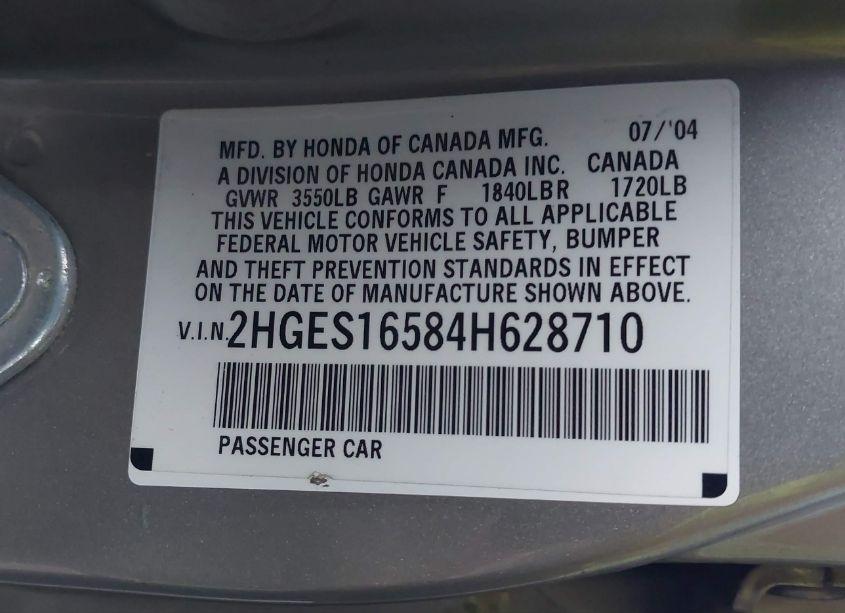 MFD. BY HONDA OF CANADA MFG. 07/'04
A DIVISION OF HONDA CANADA INC. CANADA
GVWR 3550LB GAWR F 1840LB R 1720LB
THIS VEHICLE CONFORMS TO ALL APPLICABLE
FEDERAL MOTOR VEHICLE SAFETY, BUMPER
AND THEFT PREVENTION STANDARDS IN EFFECT
ON THE DATE OF MANUFACTURE SHOWN ABOVE.
V.I.N. 2HGES16584H628710
PASSENGER CAR